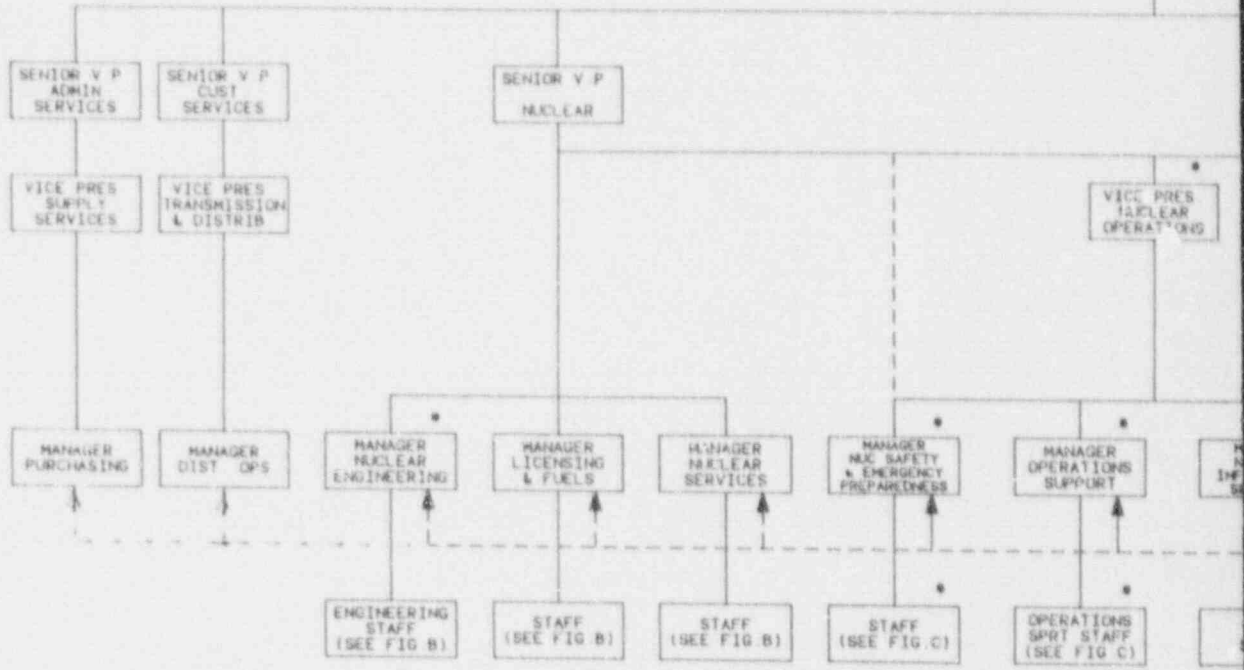 SENIOR V P
ADMIN
SERVICES
SENIOR V P
CUST
SERVICES
SENIOR V P
NUCLEAR
VICE PRES
SUPPLY
SERVICES
VICE PRES
TRANSMISSION
& DISTRIB
VICE PRES
NUCLEAR
OPERATIONS
MANAGER
PURCHASING
MANAGER
DIST OPS
MANAGER
NUCLEAR
ENGINEERING
MANAGER
LICENSING
& FUELS
MANAGER
NUCLEAR
SERVICES
MANAGER
NUC SAFETY
& EMERGENCY
PREPAREDNESS
MANAGER
OPERATIONS
SUPPORT
M
N
INF
SE
ENGINEERING
STAFF
(SEE FIG B)
STAFF
(SEE FIG B)
STAFF
(SEE FIG B)
STAFF
(SEE FIG C)
OPERATIONS
SPRT STAFF
(SEE FIG C)